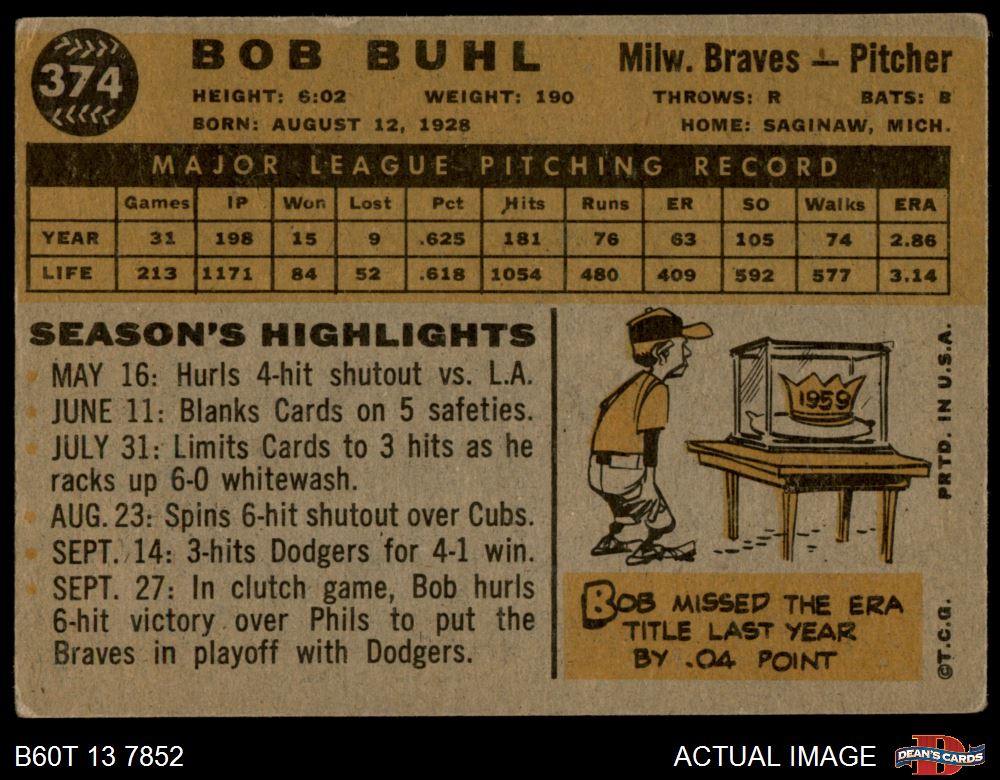 374
BOB BUHL
Milw. Braves — Pitcher
HEIGHT: 6:02 WEIGHT: 190 THROWS: R BATS: B
BORN: AUGUST 12, 1928 HOME: SAGINAW, MICH.
MAJOR LEAGUE PITCHING RECORD
Games IP Won Lost Pct Hits Runs ER SO Walks ERA
YEAR 31 198 15 9 .625 181 76 63 105 74 2.86
LIFE 213 1171 84 52 .618 1054 480 409 592 577 3.14
SEASON'S HIGHLIGHTS
MAY 16: Hurls 4-hit shutout vs. L.A.
JUNE 11: Blanks Cards on 5 safeties.
JULY 31: Limits Cards to 3 hits as he
racks up 6-0 whitewash.
AUG. 23: Spins 6-hit shutout over Cubs.
SEPT. 14: 3-hits Dodgers for 4-1 win.
SEPT. 27: In clutch game, Bob hurls
6-hit victory over Phils to put the
Braves in playoff with Dodgers.
1959
BOB MISSED THE ERA
TITLE LAST YEAR
BY .04 POINT
©T.C.G. PRTD. IN U.S.A.
B60T 13 7852
ACTUAL IMAGE
D
DEAN'S CARDS